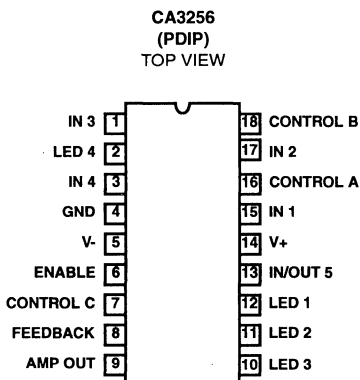 CA3256
(PDIP)
TOP VIEW
IN 3 1 18 CONTROL B
LED 4 2 17 IN 2
IN 4 3 16 CONTROL A
GND 4 15 IN 1
V- 5 14 V+
ENABLE 6 13 IN/OUT 5
CONTROL C 7 12 LED 1
FEEDBACK 8 11 LED 2
AMP OUT 9 10 LED 3